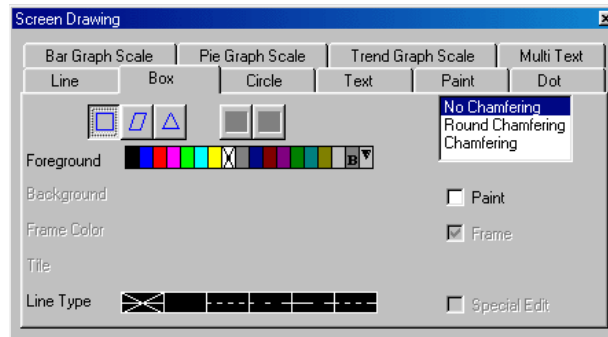 Screen Drawing
Bar Graph Scale Pie Graph Scale Trend Graph Scale Multi Text
Line Box Circle Text Paint Dot
No Chamfering
Round Chamfering
Chamfering
Foreground B
Background
Paint
Frame Color
Frame
Tile
Line Type
Special Edit